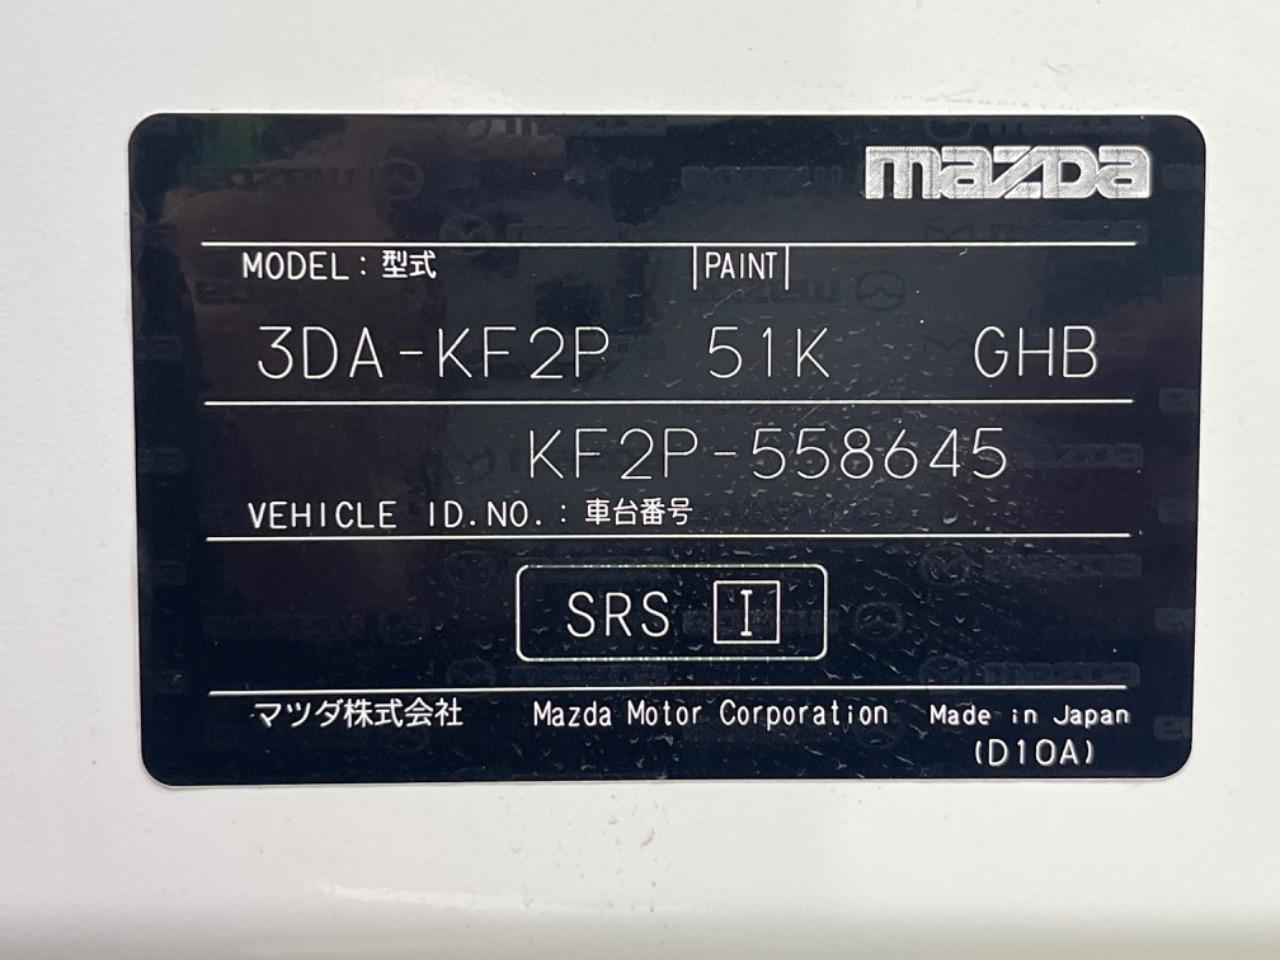 mazda
MODEL : 型式 |PAINT|
3DA-KF2P 51K GHB
KF2P-558645
VEHICLE ID.NO. : 車台番号
SRS I
マツダ株式会社 Mazda Motor Corporation Made in Japan
(D10A)